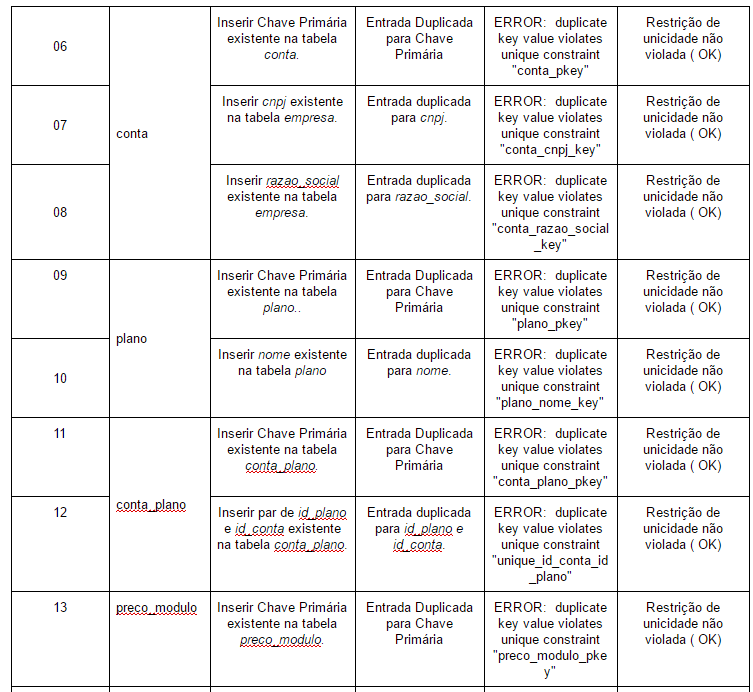 06
conta
Inserir Chave Primária
existente na tabela
conta.
Entrada Duplicada
para Chave
Primária
ERROR: duplicate
key value violates
unique constraint
"conta_pkey"
Restrição de
unicidade não
violada ( OK)
07
Inserir cnpj existente
na tabela empresa.
Entrada duplicada
para cnpj.
ERROR: duplicate
key value violates
unique constraint
"conta_cnpj_key"
Restrição de
unicidade não
violada ( OK)
08
Inserir razao_social
existente na tabela
empresa.
Entrada duplicada
para razao_social.
ERROR: duplicate
key value violates
unique constraint
"conta_razao_social
_key"
Restrição de
unicidade não
violada ( OK)
09
plano
Inserir Chave Primária
existente na tabela
plano..
Entrada Duplicada
para Chave
Primária
ERROR: duplicate
key value violates
unique constraint
"plano_pkey"
Restrição de
unicidade não
violada ( OK)
10
Inserir nome existente
na tabela plano
Entrada duplicada
para nome.
ERROR: duplicate
key value violates
unique constraint
"plano_nome_key"
Restrição de
unicidade não
violada ( OK)
11
conta_plano
Inserir Chave Primária
existente na tabela
conta_plano.
Entrada Duplicada
para Chave
Primária
ERROR: duplicate
key value violates
unique constraint
"conta_plano_pkey"
Restrição de
unicidade não
violada ( OK)
12
Inserir par de id_plano
e id_conta existente
na tabela conta_plano.
Entrada duplicada
para id_plano e
id_conta.
ERROR: duplicate
key value violates
unique constraint
"unique_id_conta_id
_plano"
Restrição de
unicidade não
violada ( OK)
13
preco_modulo
Inserir Chave Primária
existente na tabela
preco_modulo.
Entrada Duplicada
para Chave
Primária
ERROR: duplicate
key value violates
unique constraint
"preco_modulo_pke
y"
Restrição de
unicidade não
violada ( OK)